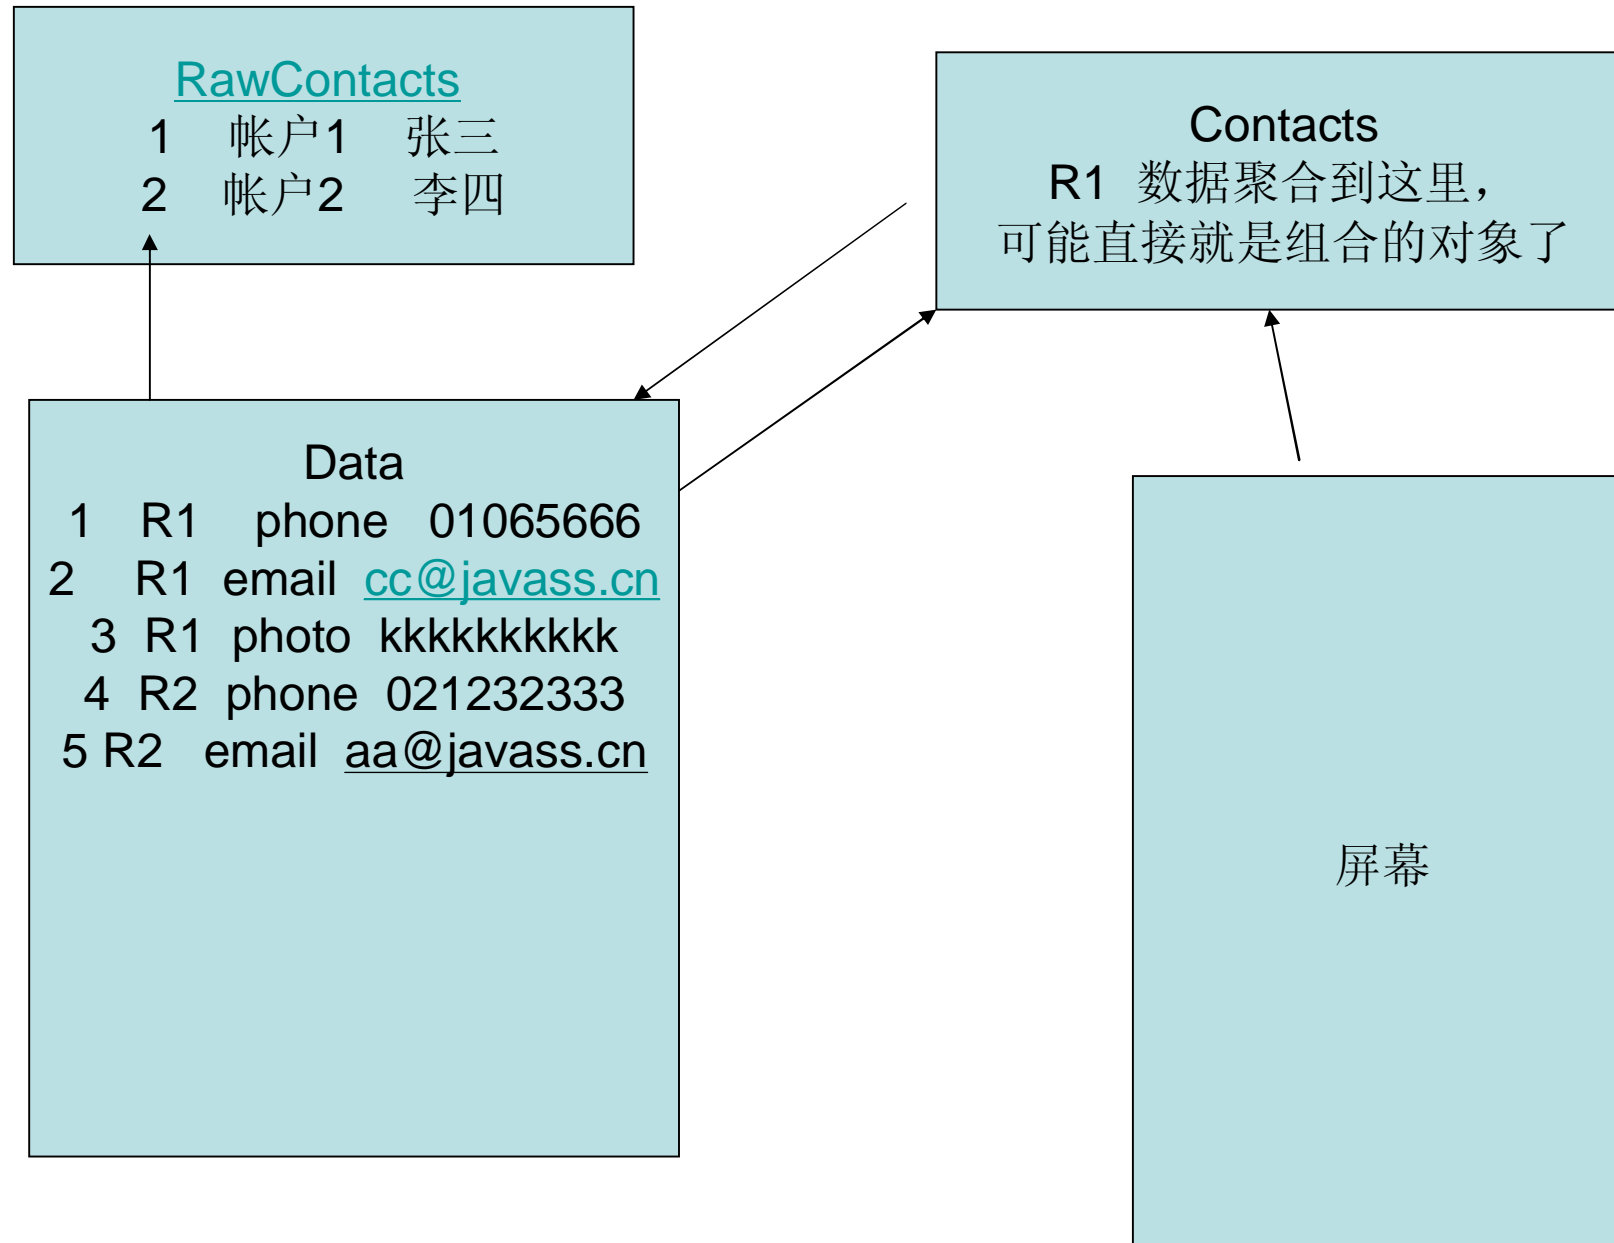 RawContacts
1 帐户1 张三
2 帐户2 李四
Contacts
R1 数据聚合到这里，
可能直接就是组合的对象了
Data
1 R1 phone 01065666
2 R1 email cc@javass.cn
3 R1 photo kkkkkkkkkk
4 R2 phone 021232333
5 R2 email aa@javass.cn
屏幕